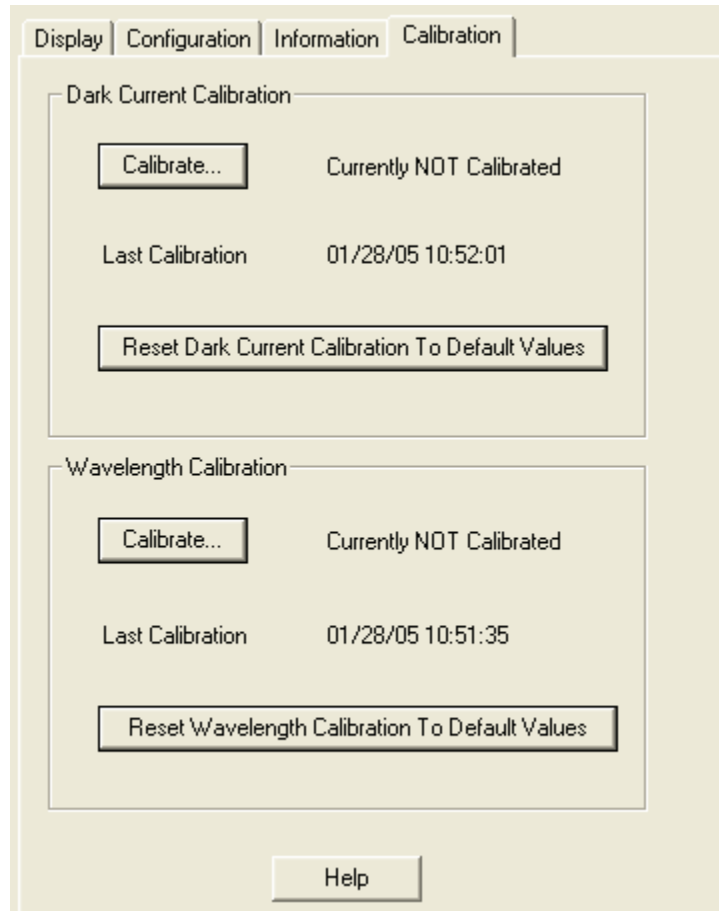 Display Configuration Information Calibration
Dark Current Calibration
Calibrate... Currently NOT Calibrated
Last Calibration 01/28/05 10:52:01
Reset Dark Current Calibration To Default Values
Wavelength Calibration
Calibrate... Currently NOT Calibrated
Last Calibration 01/28/05 10:51:35
Reset Wavelength Calibration To Default Values
Help